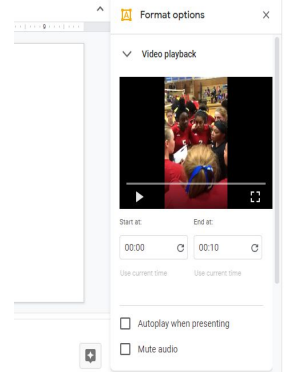 9
Format options
Video playback
Start at: End at:
00:00 00:10
Use current time Use current time
Autoplay when presenting
Mute audio